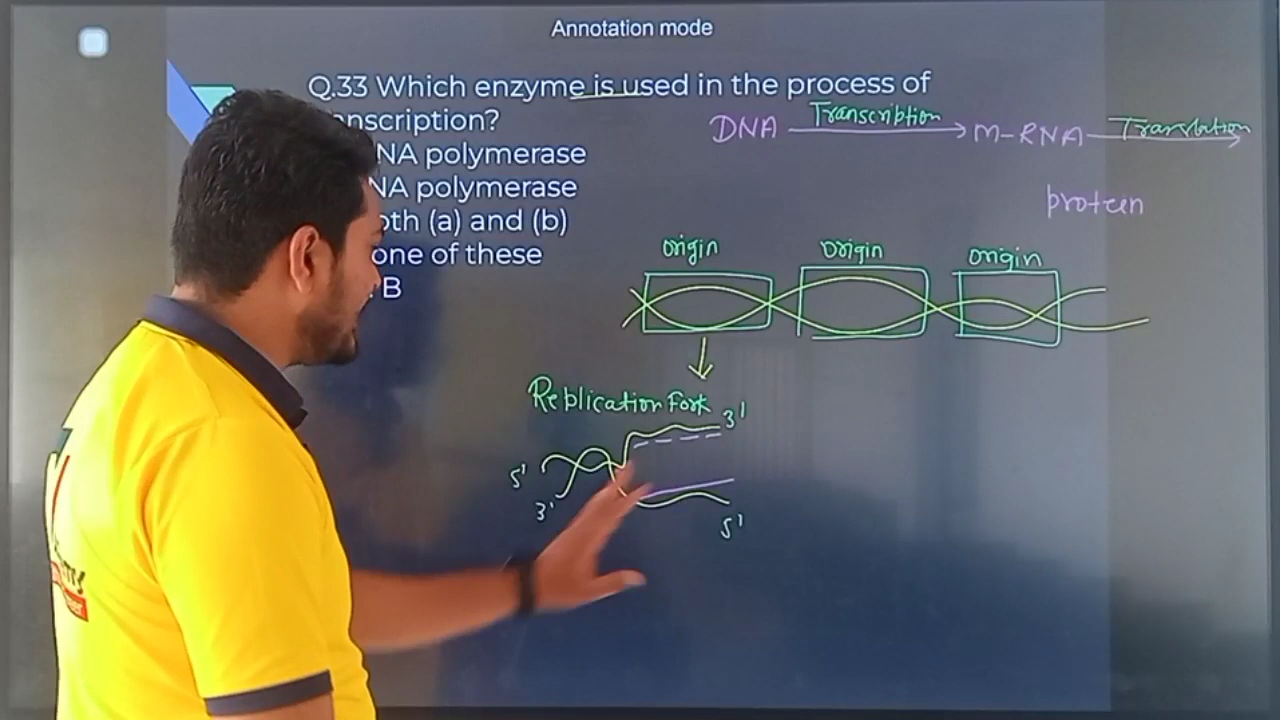 Annotation mode
Q.33 Which enzyme is used in the process of
nscription?
NA polymerase
NA polymerase
oth (a) and (b)
one of these
B
DNA Transcription m-RNA Translation
protein
origin origin origin
Replication Fork
3'
5'
3'
5'